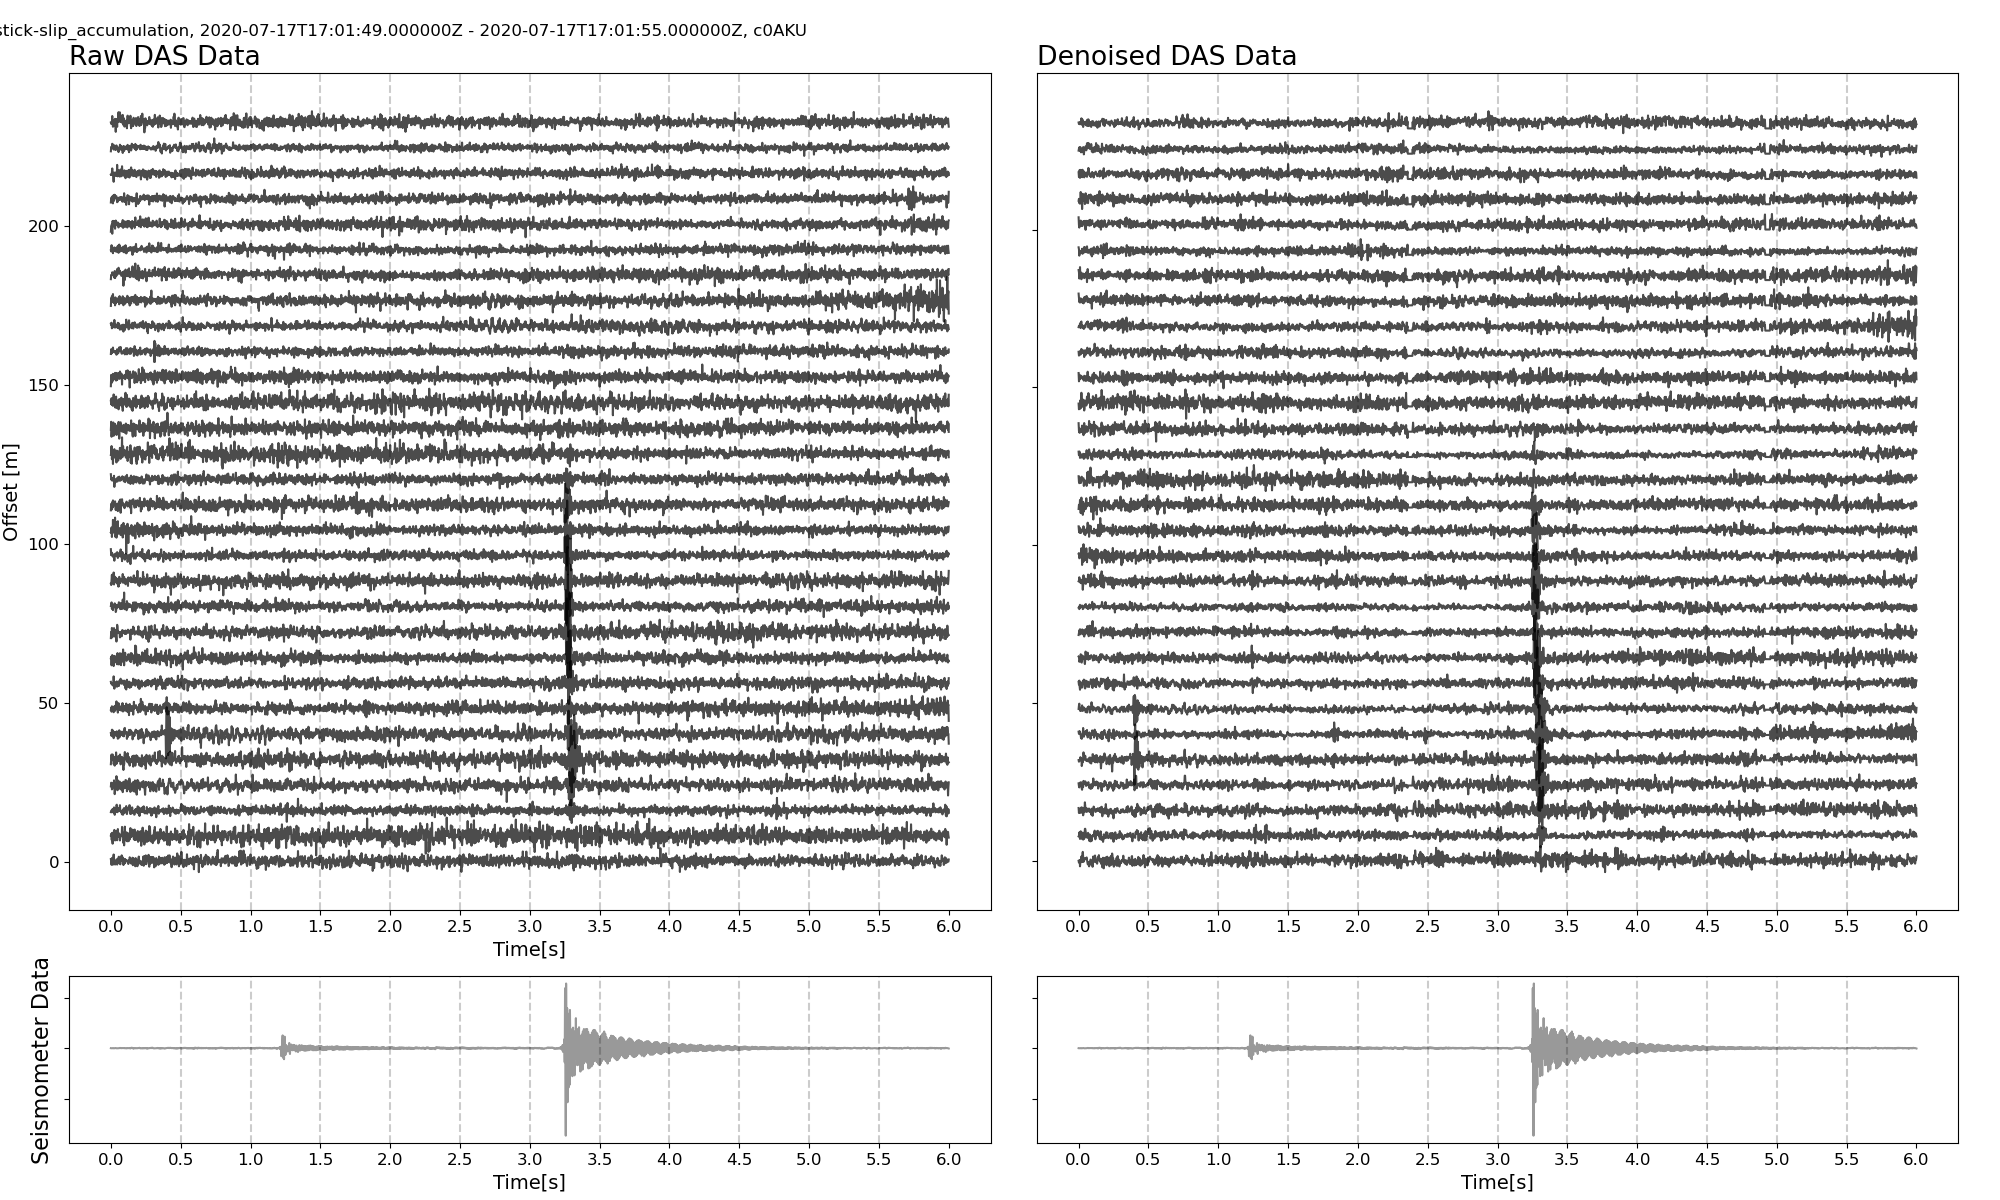 stick-slip_accumulation, 2020-07-17T17:01:49.000000Z - 2020-07-17T17:01:55.000000Z, c0AKU
Raw DAS Data
Denoised DAS Data
Offset [m]
200
150
100
50
0
0.0 0.5 1.0 1.5 2.0 2.5 3.0 3.5 4.0 4.5 5.0 5.5 6.0
Time[s]
0.0 0.5 1.0 1.5 2.0 2.5 3.0 3.5 4.0 4.5 5.0 5.5 6.0
Seismometer Data
0.0 0.5 1.0 1.5 2.0 2.5 3.0 3.5 4.0 4.5 5.0 5.5 6.0
Time[s]
0.0 0.5 1.0 1.5 2.0 2.5 3.0 3.5 4.0 4.5 5.0 5.5 6.0
Time[s]